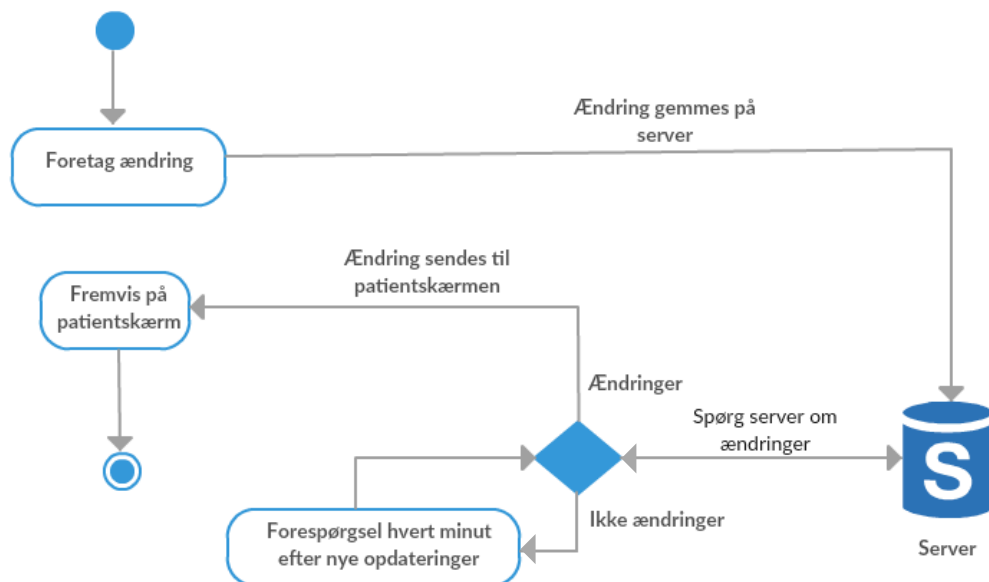 Foretag ændring
Ændring gemmes på
server
Ændring sendes til
patientskærmen
Fremvis på
patientskærm
Ændringer
Spørg server om
ændringer
S
Ikke ændringer
Forespørgsel hvert minut
efter nye opdateringer
Server